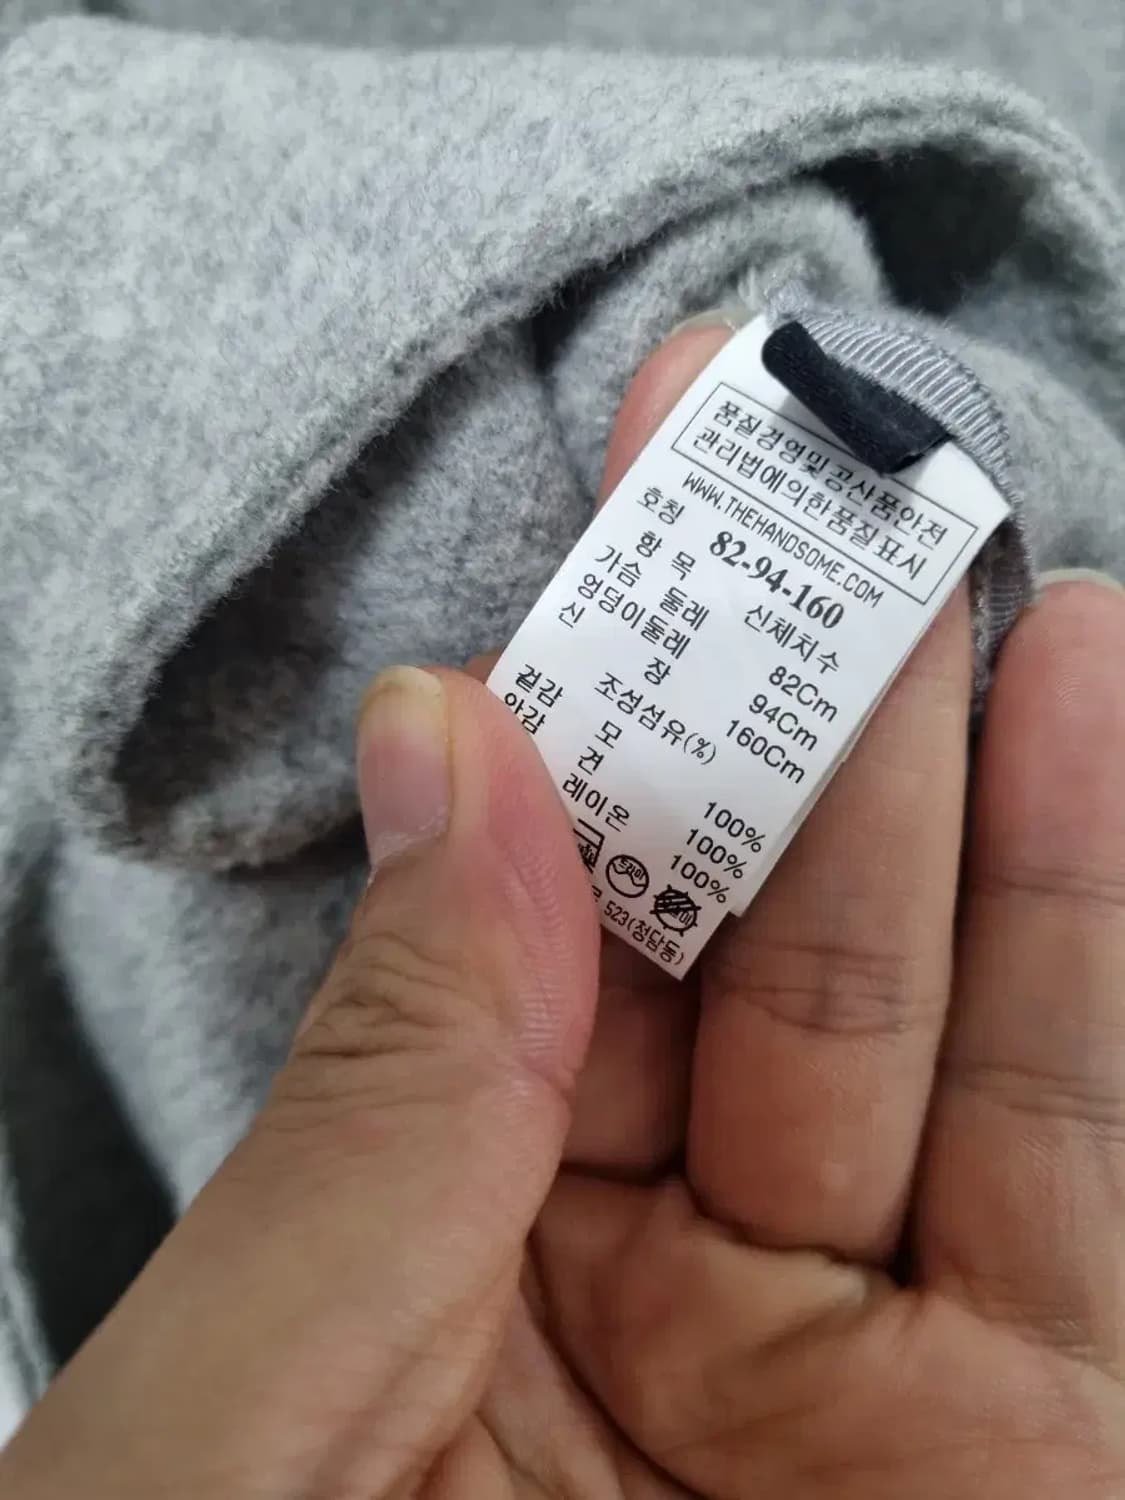 품질경영및공산품안전
관리법에의한품질표시
WWW.THEHANDSOME.COM
호칭 82-94-160
항 목 신체치수
가슴 둘레 82Cm
엉덩이둘레 94Cm
신 장 160Cm
조성섬유(%)
겉감 모 100%
안감 견 100%
레이온 100%
523(청담동)